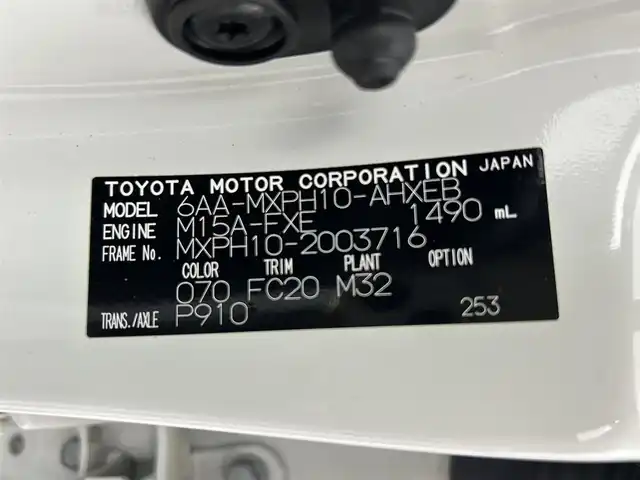 TOYOTA MOTOR CORPORATION JAPAN
MODEL 6AA-MXPH10-AHXEB
ENGINE M15A-FXE 1490 mL
FRAME No. MXPH10-2003716
COLOR TRIM PLANT OPTION
070 FC20 M32
TRANS./AXLE P910 253